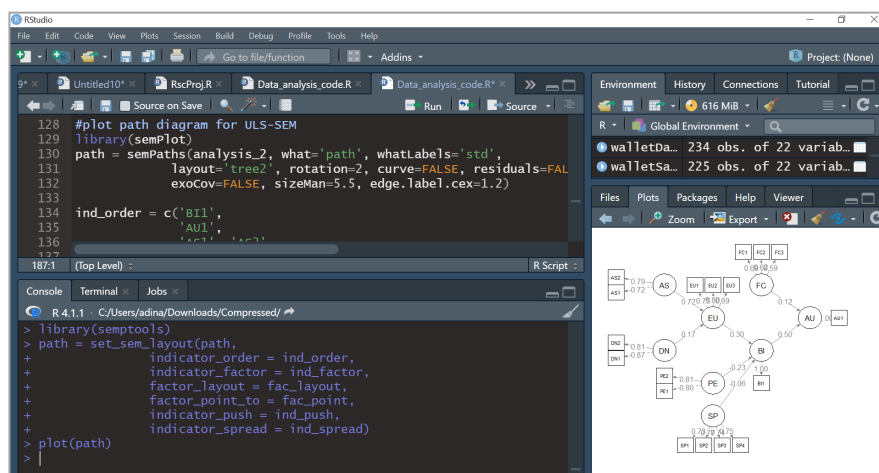 RStudio
File Edit Code View Plots Session Build Debug Profile Tools Help
Go to file/function
Addins
Project: (None)
9*
Untitled10*
RscProj.R
Data_analysis_code.R
Data_analysis_code.R*
Source on Save
Run
Source
128 #plot path diagram for ULS-SEM
129 library(semPlot)
130 path = semPaths(analysis_2, what='path', whatLabels='std',
131 layout='tree2', rotation=2, curve=FALSE, residuals=FAL
132 exoCov=FALSE, sizeMan=5.5, edge.label.cex=1.2)
133
134 ind_order = c('BI1',
135 'AU1',
136 'AS1', 'AS2',
137
187:1 (Top Level) R Script
Console Terminal Jobs
R 4.1.1 · C:/Users/adina/Downloads/Compressed/
> library(semptools)
> path = set_sem_layout(path,
+ indicator_order = ind_order,
+ indicator_factor = ind_factor,
+ factor_layout = fac_layout,
+ factor_point_to = fac_point,
+ indicator_push = ind_push,
+ indicator_spread = ind_spread)
> plot(path)
>
Environment History Connections Tutorial
616 MiB
R Global Environment
walletDa… 234 obs. of 22 variab…
walletSa… 225 obs. of 22 variab…
Files Plots Packages Help Viewer
Zoom Export
FC1 FC2 FC3
AS2
AS1
0.79
-0.72
AS
EU1 EU2 EU3
FC
0.72
0.12
EU
AU
AU1
0.17
0.30
0.50
DN2
DN1
0.81
-0.87
DN
BI
PE2
PE1
0.81
-0.80
PE
-0.23
-0.06
1.00
BI1
SP
SP1 SP2 SP3 SP4